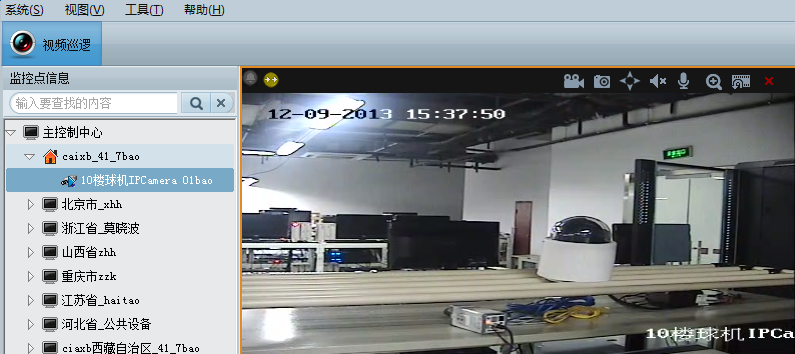 系统(S) 视图(V) 工具(T) 帮助(H)
视频巡逻
监控点信息
输入要查找的内容
主控制中心
caixb_41_7bao
10楼球机IPCamera 01bao
北京市_xhh
浙江省_莫晓波
山西省zhh
重庆市zzk
江苏省_haitao
河北省_公共设备
ciaxb西藏自治区_41_7bao
12-09-2013 15:37:50
10楼球机IPCa